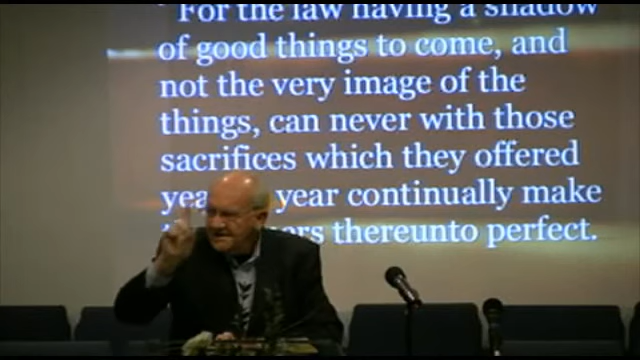 For the law having a shadow
of good things to come, and
not the very image of the
things, can never with those
sacrifices which they offered
year continually make
thereunto perfect.